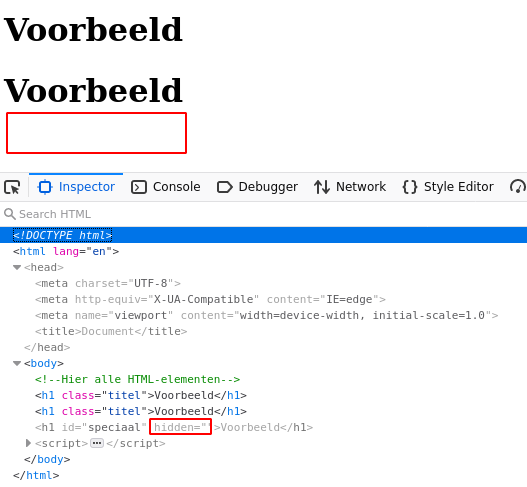 Voorbeeld
Voorbeeld
Inspector Console Debugger Network Style Editor
Search HTML
<!DOCTYPE html>
<html lang="en">
<head>
<meta charset="UTF-8">
<meta http-equiv="X-UA-Compatible" content="IE=edge">
<meta name="viewport" content="width=device-width, initial-scale=1.0">
<title>Document</title>
</head>
<body>
<!--Hier alle HTML-elementen-->
<h1 class="titel">Voorbeeld</h1>
<h1 class="titel">Voorbeeld</h1>
<h1 id="speciaal" hidden="">Voorbeeld</h1>
<script>···</script>
</body>
</html>